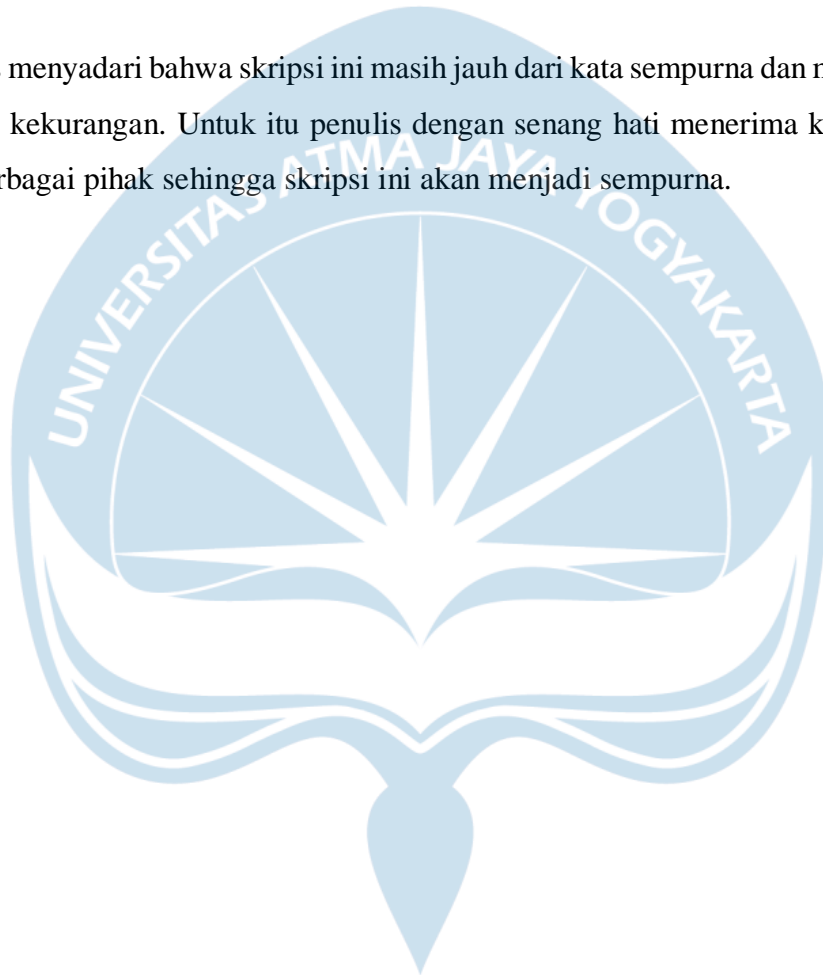 menyadari bahwa skripsi ini masih jauh dari kata sempurna dan
kekurangan. Untuk itu penulis dengan senang hati menerima
pihak sehingga skripsi ini akan menjadi sempurna.
UNIVERSITAS ATMA JAYA YOGYAKARTA